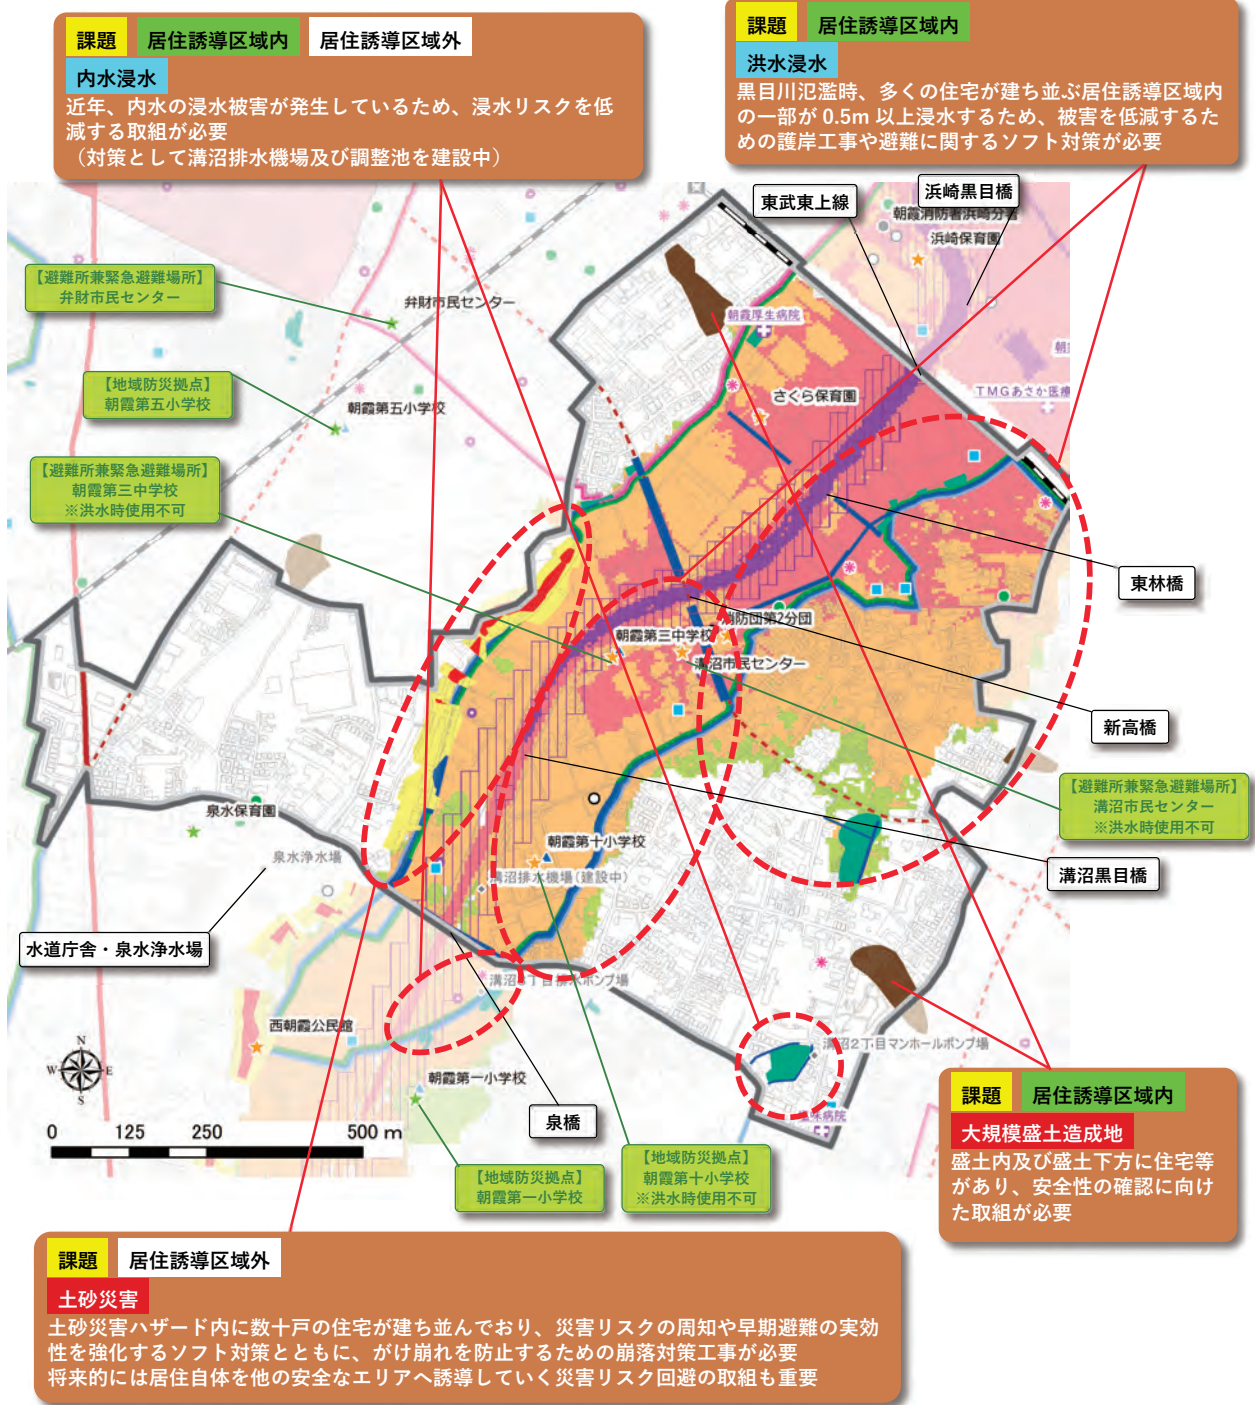 課題 居住誘導区域内 居住誘導区域外
内水浸水
近年、内水の浸水被害が発生しているため、浸水リスクを低
減する取組が必要
（対策として溝沼排水機場及び調整池を建設中）
課題 居住誘導区域内
洪水浸水
黒目川氾濫時、多くの住宅が建ち並ぶ居住誘導区域内
の一部が 0.5m 以上浸水するため、被害を低減するた
めの護岸工事や避難に関するソフト対策が必要
東武東上線
浜崎黒目橋
朝霞消防署浜崎分署
浜崎保育園
【避難所兼緊急避難場所】
弁財市民センター
弁財市民センター
朝霞厚生病院
【地域防災拠点】
朝霞第五小学校
朝霞第五小学校
さくら保育園
TMGあさか医療
【避難所兼緊急避難場所】
朝霞第三中学校
※洪水時使用不可
東林橋
消防団第2分団
朝霞第三中学校
溝沼市民センター
新高橋
【避難所兼緊急避難場所】
溝沼市民センター
※洪水時使用不可
泉水保育園
泉水浄水場
朝霞第十小学校
溝沼排水機場(建設中)
溝沼黒目橋
水道庁舎・泉水浄水場
西朝霞公民館
溝沼2丁目マンホールポンプ場
朝霞第一小学校
N
W E
S
0 125 250 500 m
泉橋
【地域防災拠点】
朝霞第一小学校
【地域防災拠点】
朝霞第十小学校
※洪水時使用不可
課題 居住誘導区域内
大規模盛土造成地
盛土内及び盛土下方に住宅等
があり、安全性の確認に向け
た取組が必要
課題 居住誘導区域外
土砂災害
土砂災害ハザード内に数十戸の住宅が建ち並んでおり、災害リスクの周知や早期避難の実効
性を強化するソフト対策とともに、がけ崩れを防止するための崩落対策工事が必要
将来的には居住自体を他の安全なエリアへ誘導していく災害リスク回避の取組も重要